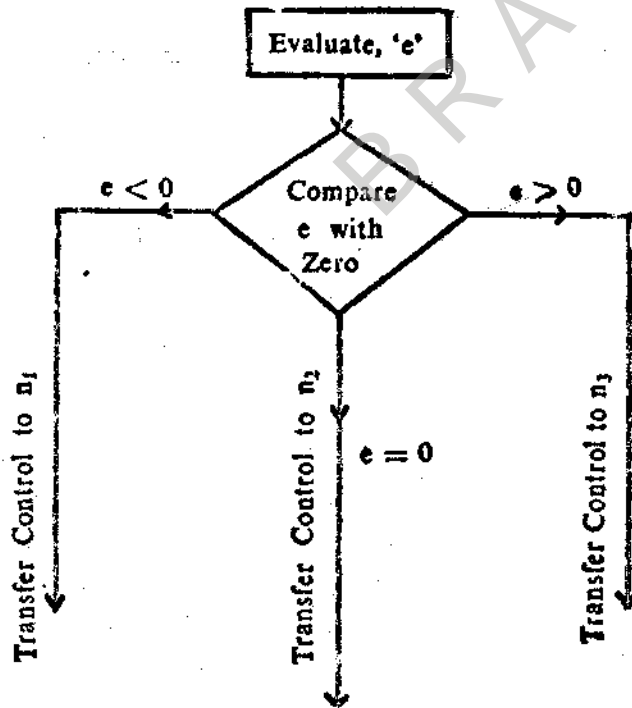 Evaluate, ‘e’
Compare
e with
Zero
e < 0
e > 0
e = 0
Transfer Control to n₁
Transfer Control to n₂
Transfer Control to n₃
BRA